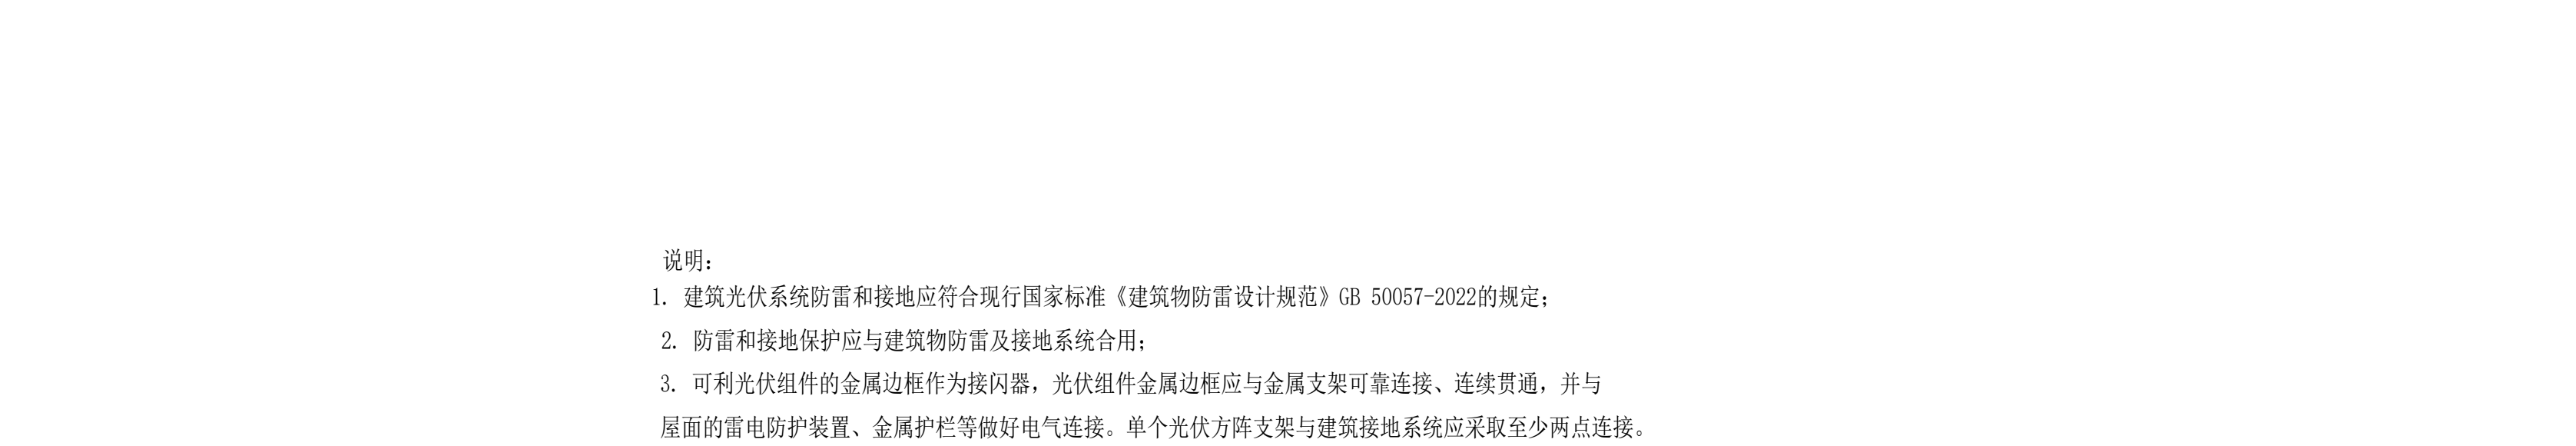 说明：
1. 建筑光伏系统防雷和接地应符合现行国家标准《建筑物防雷设计规范》GB 50057-2022的规定；
2. 防雷和接地保护应与建筑物防雷及接地系统合用；
3. 可利光伏组件的金属边框作为接闪器，光伏组件金属边框应与金属支架可靠连接、连续贯通，并与
屋面的雷电防护装置、金属护栏等做好电气连接。单个光伏方阵支架与建筑接地系统应采取至少两点连接。